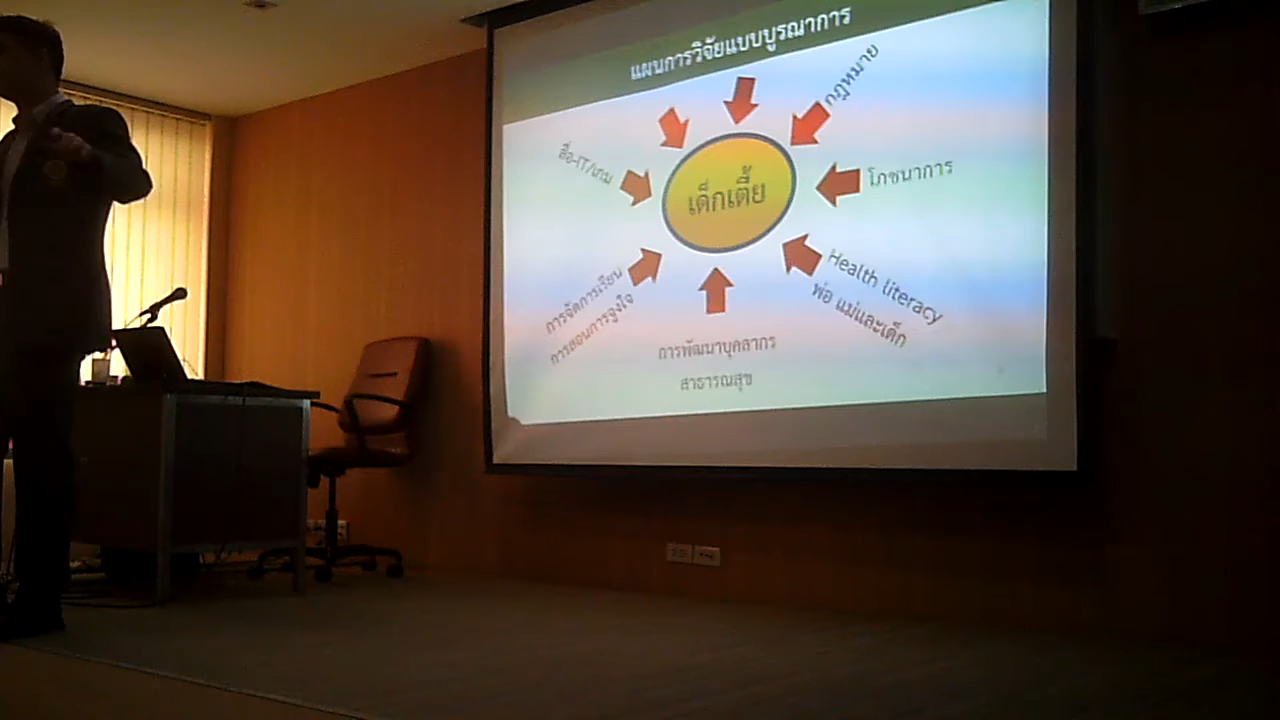 แผนการวิจัยแบบบูรณาการ
กฎหมาย
สื่อ-IT/เกม
เด็กเตี้ย
โภชนาการ
Health literacy
พ่อ แม่และเด็ก
การจัดการเรียน
การสอนการจูงใจ
การพัฒนาบุคลากร
สาธารณสุข